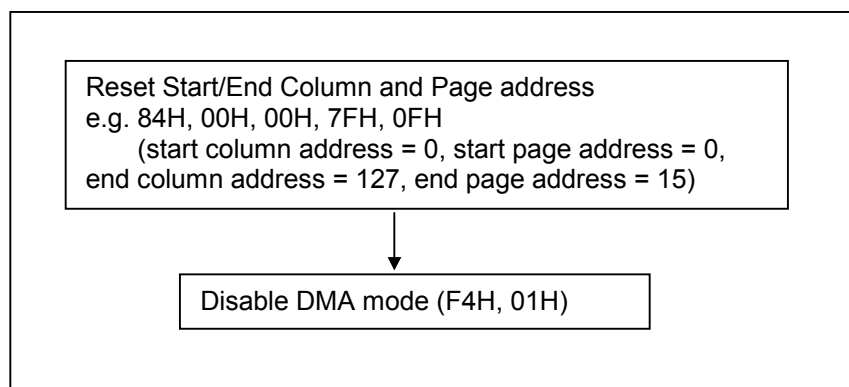 Reset Start/End Column and Page address
e.g. 84H, 00H, 00H, 7FH, 0FH
(start column address = 0, start page address = 0,
end column address = 127, end page address = 15)
Disable DMA mode (F4H, 01H)